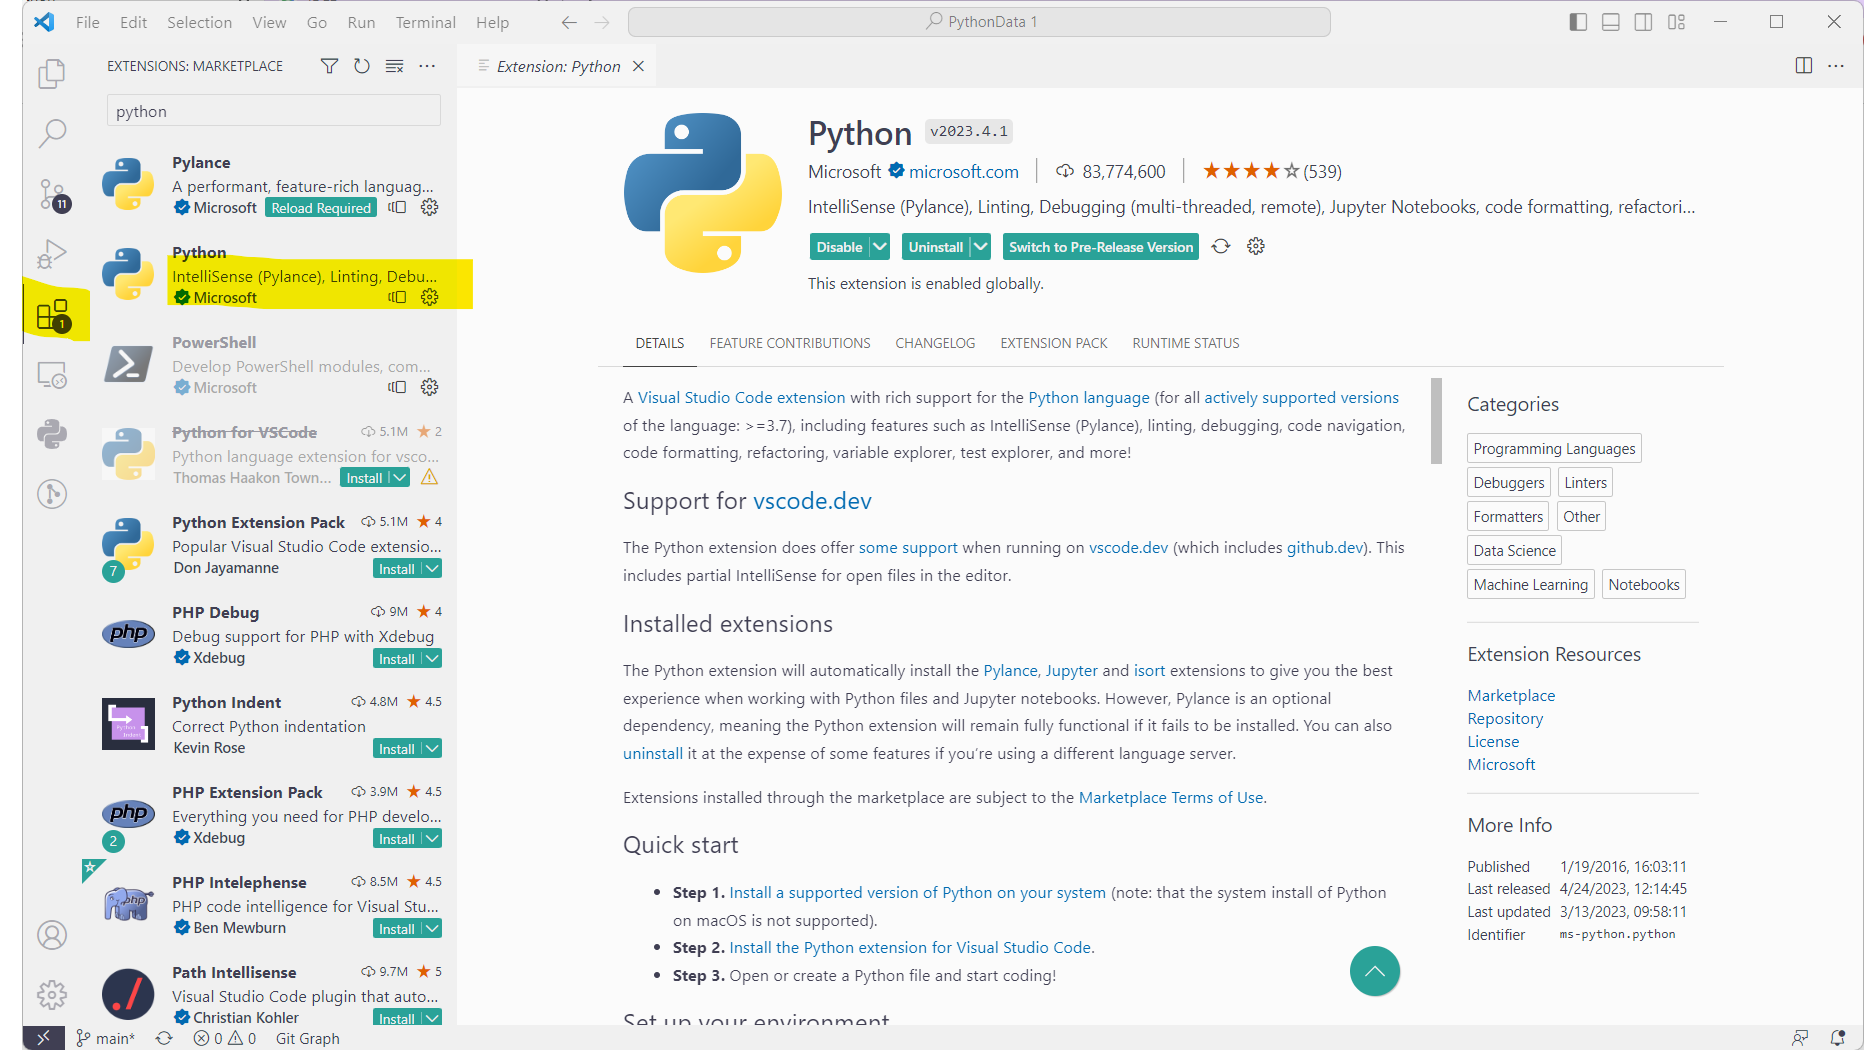 File Edit Selection View Go Run Terminal Help
PythonData 1
EXTENSIONS: MARKETPLACE
python
Pylance
A performant, feature-rich languag...
Microsoft Reload Required
Python
IntelliSense (Pylance), Linting, Debu...
Microsoft
PowerShell
Develop PowerShell modules, com...
Microsoft
Python for VSCode 5.1M 2
Python language extension for vsco...
Thomas Haakon Town... Install
Python Extension Pack 5.1M 4
Popular Visual Studio Code extensio...
7 Don Jayamanne Install
PHP Debug 9M 4
php Debug support for PHP with Xdebug
Xdebug Install
Python Indent 4.8M 4.5
Python Indent Correct Python indentation
Kevin Rose Install
PHP Extension Pack 3.9M 4.5
php Everything you need for PHP develo...
2 Xdebug Install
PHP Intelephense 8.5M 4.5
php PHP code intelligence for Visual Stu...
Ben Mewburn Install
Path Intellisense 9.7M 5
./ Visual Studio Code plugin that auto...
Christian Kohler Install
11
1
Extension: Python
Python v2023.4.1
Microsoft microsoft.com 83,774,600 (539)
IntelliSense (Pylance), Linting, Debugging (multi-threaded, remote), Jupyter Notebooks, code formatting, refactori...
Disable Uninstall Switch to Pre-Release Version
This extension is enabled globally.
DETAILS FEATURE CONTRIBUTIONS CHANGELOG EXTENSION PACK RUNTIME STATUS
A Visual Studio Code extension with rich support for the Python language (for all actively supported versions
of the language: >=3.7), including features such as IntelliSense (Pylance), linting, debugging, code navigation,
code formatting, refactoring, variable explorer, test explorer, and more!
Support for vscode.dev
The Python extension does offer some support when running on vscode.dev (which includes github.dev). This
includes partial IntelliSense for open files in the editor.
Installed extensions
The Python extension will automatically install the Pylance, Jupyter and isort extensions to give you the best
experience when working with Python files and Jupyter notebooks. However, Pylance is an optional
dependency, meaning the Python extension will remain fully functional if it fails to be installed. You can also
uninstall it at the expense of some features if you're using a different language server.
Extensions installed through the marketplace are subject to the Marketplace Terms of Use.
Quick start
• Step 1. Install a supported version of Python on your system (note: that the system install of Python
on macOS is not supported).
• Step 2. Install the Python extension for Visual Studio Code.
• Step 3. Open or create a Python file and start coding!
Set up your environment
Categories
Programming Languages
Debuggers Linters
Formatters Other
Data Science
Machine Learning Notebooks
Extension Resources
Marketplace
Repository
License
Microsoft
More Info
Published 1/19/2016, 16:03:11
Last released 4/24/2023, 12:14:45
Last updated 3/13/2023, 09:58:11
Identifier ms-python.python
main* 0 0 Git Graph